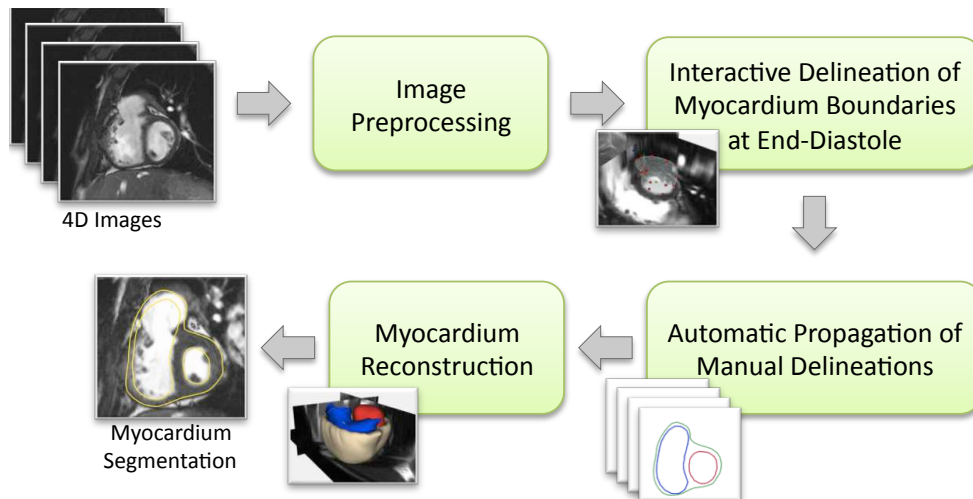 4D Images
Image
Preprocessing
Interactive Delineation of
Myocardium Boundaries
at End-Diastole
Automatic Propagation of
Manual Delineations
Myocardium
Reconstruction
Myocardium
Segmentation